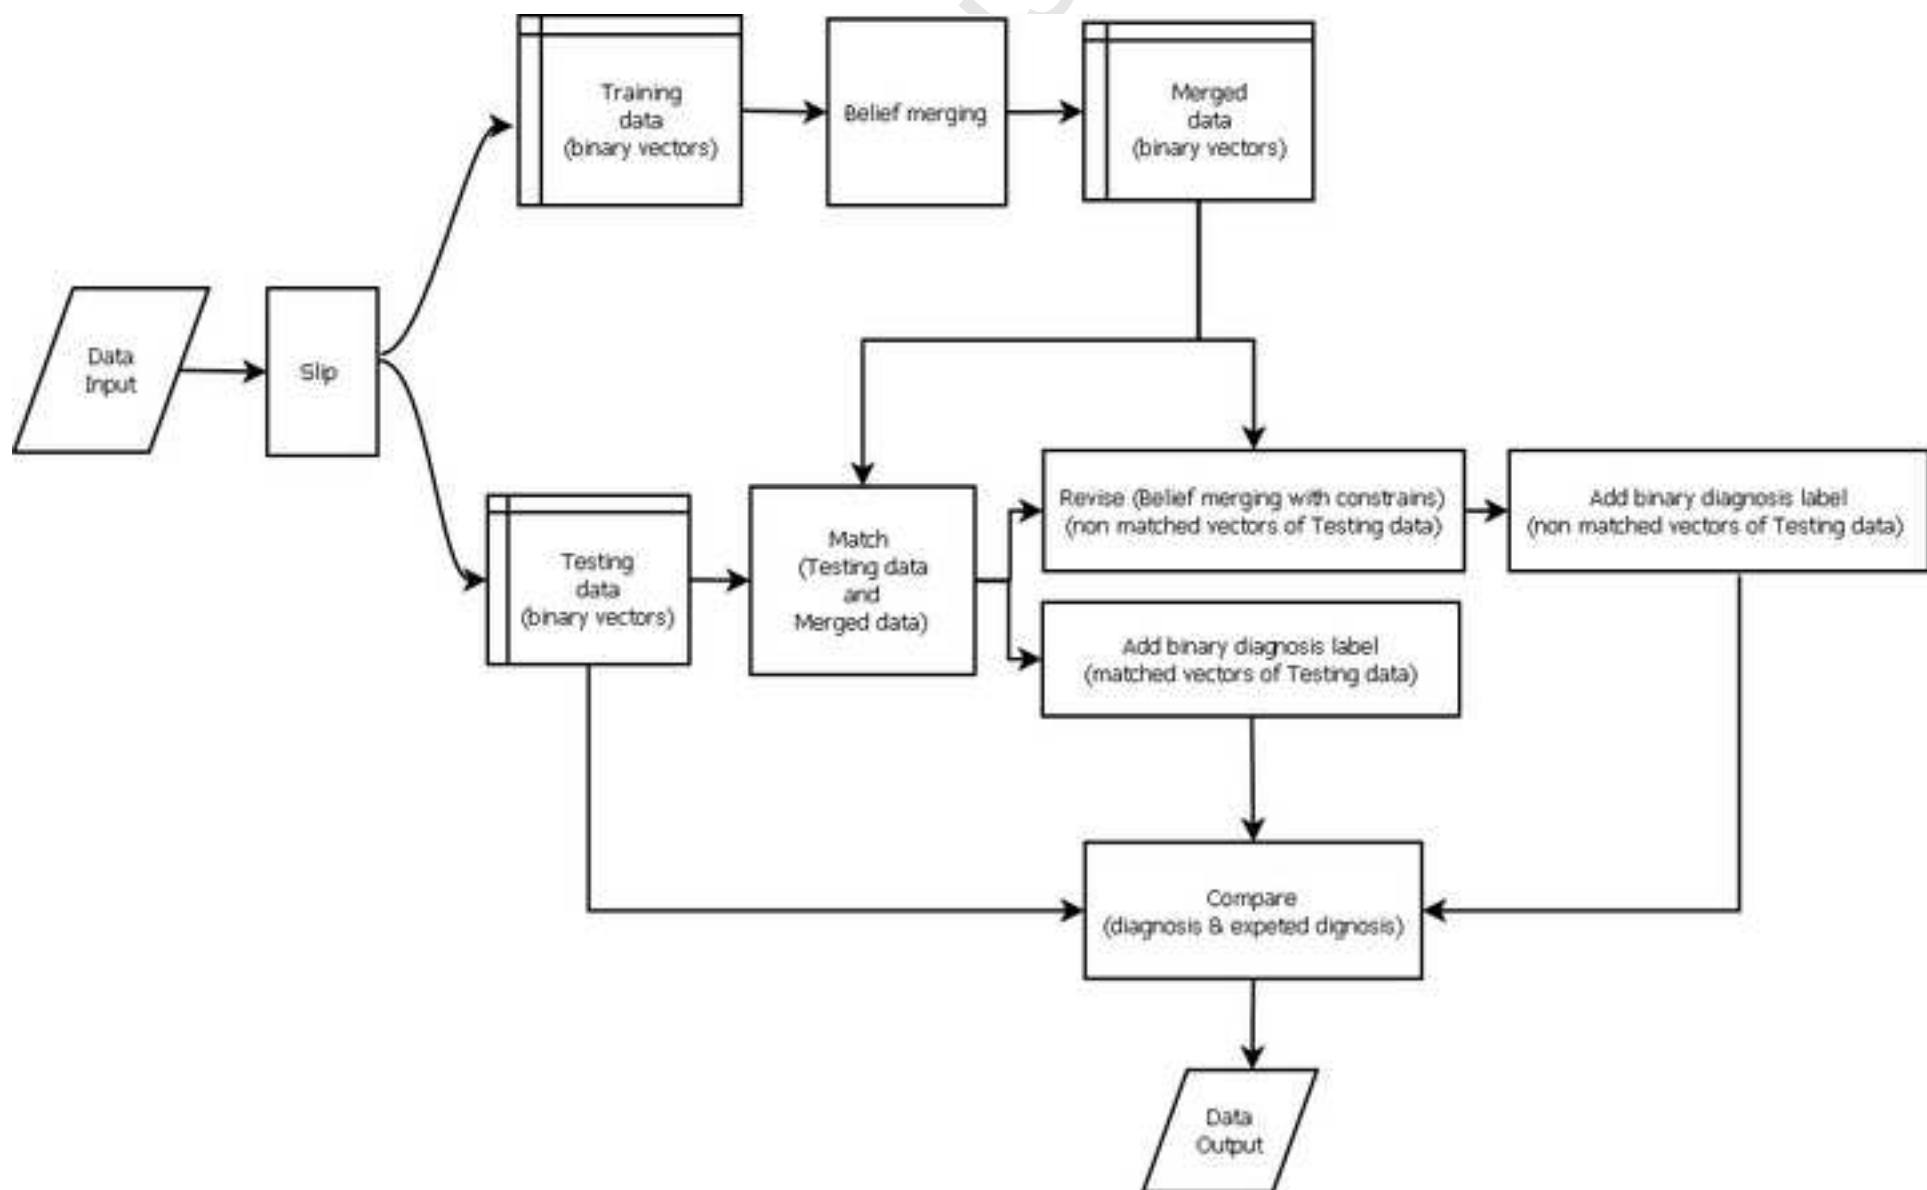 Training
data
(binary vectors)
Belief merging
Merged
data
(binary vectors)
Data
Input
Slip
Testing
data
(binary vectors)
Match
(Testing data
and
Merged data)
Revise (Belief merging with constrains)
(non matched vectors of Testing data)
Add binary diagnosis label
(non matched vectors of Testing data)
Add binary diagnosis label
(matched vectors of Testing data)
Compare
(diagnosis & expeted dignosis)
Data
Output